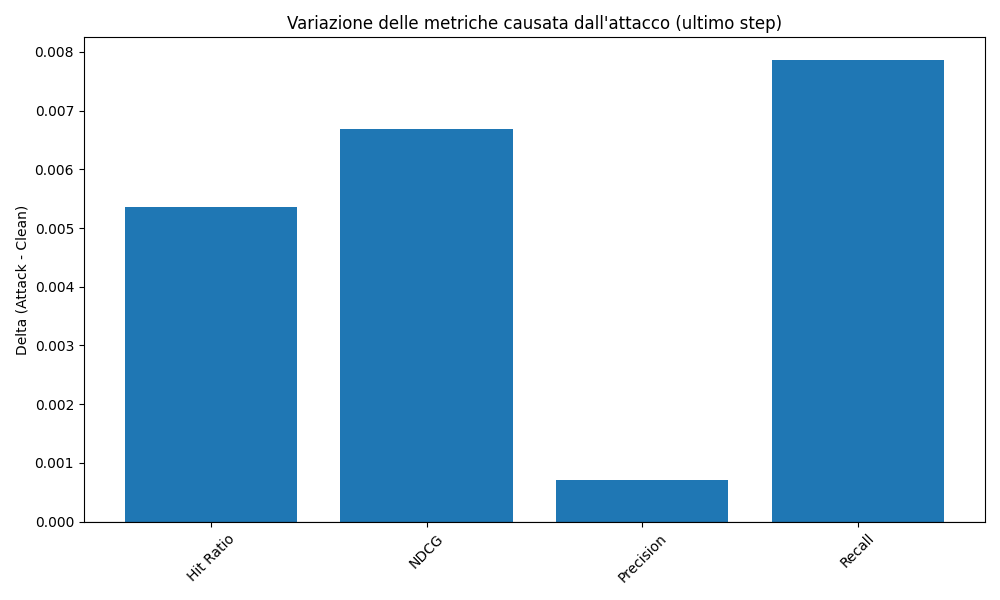 Variazione delle metriche causata dall'attacco (ultimo step)
Delta (Attack - Clean)
0.008
0.007
0.006
0.005
0.004
0.003
0.002
0.001
0.000
Hit Ratio
NDCG
Precision
Recall